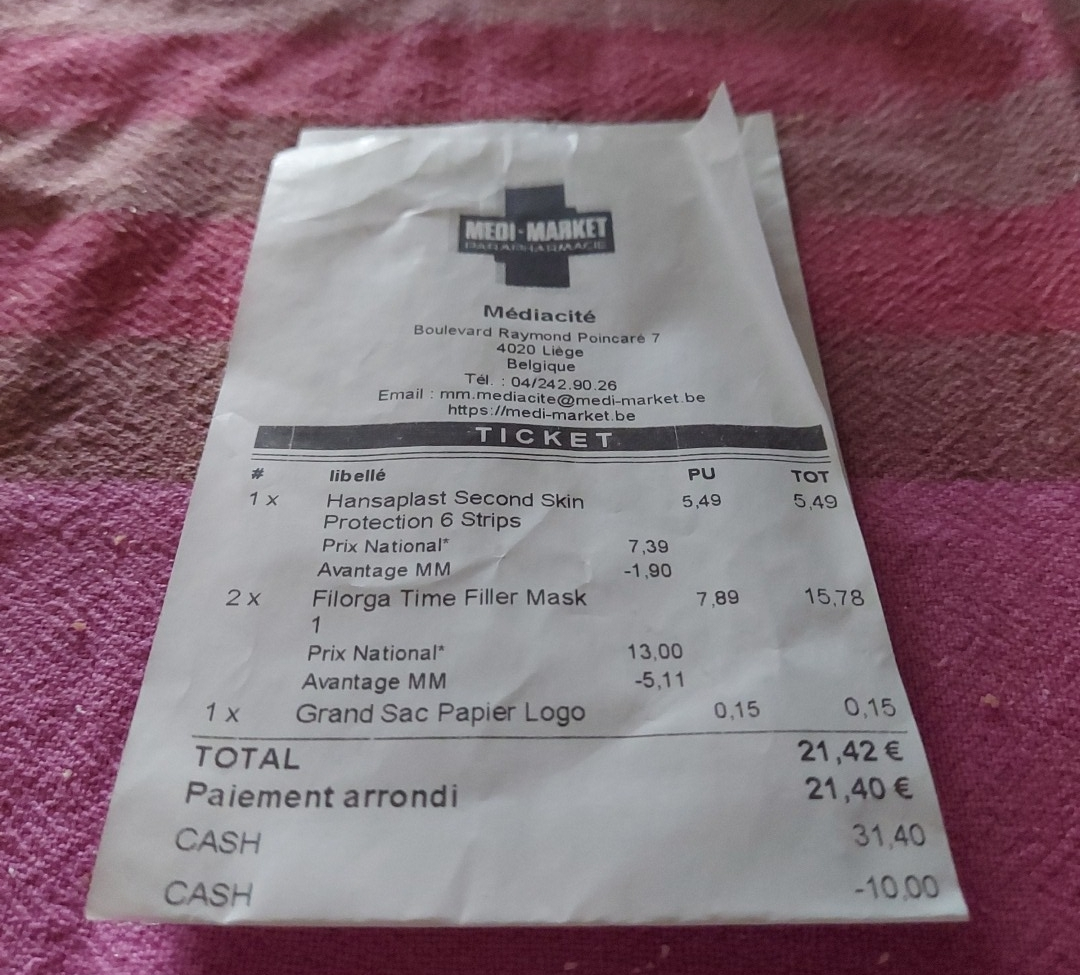 MEDI-MARKET
PARAPHARMACIE
Médiacité
Boulevard Raymond Poincaré 7
4020 Liège
Belgique
Tél. : 04/242.90.26
Email : mm.mediacite@medi-market.be
https://medi-market.be
TICKET
# libellé PU TOT
1 x Hansaplast Second Skin 5,49 5,49
Protection 6 Strips
Prix National* 7,39
Avantage MM -1,90
2 x Filorga Time Filler Mask 7,89 15,78
1
Prix National* 13,00
Avantage MM -5,11
1 x Grand Sac Papier Logo 0,15 0,15
TOTAL 21,42 €
Paiement arrondi 21,40 €
CASH 31,40
CASH -10,00